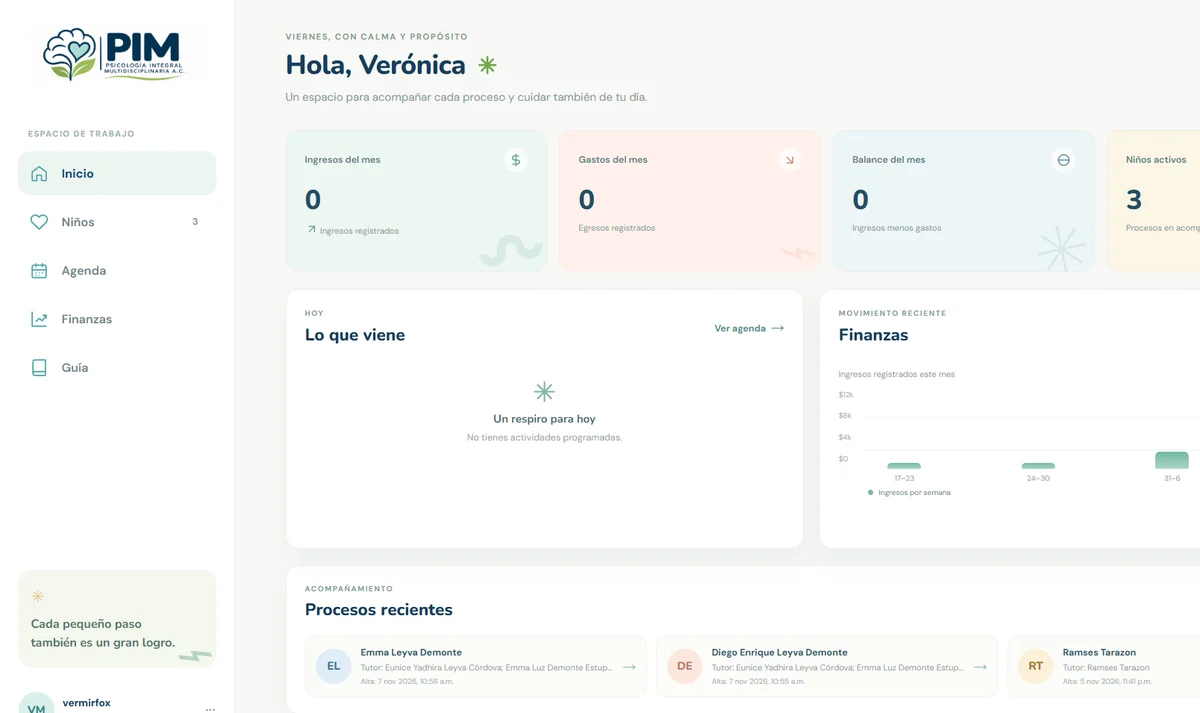 PIM
PSICOLOGÍA INTEGRAL
MULTIDISCIPLINARIA A.C.
ESPACIO DE TRABAJO
Inicio
Niños 3
Agenda
Finanzas
Guía
Cada pequeño paso
también es un gran logro.
VM
vermirfox
...
VIERNES, CON CALMA Y PROPÓSITO
Hola, Verónica
Un espacio para acompañar cada proceso y cuidar también de tu día.
Ingresos del mes
$
0
Ingresos registrados
Gastos del mes
0
Egresos registrados
Balance del mes
0
Ingresos menos gastos
Niños activos
3
Procesos en acomp
HOY
Lo que viene
Ver agenda
Un respiro para hoy
No tienes actividades programadas.
MOVIMIENTO RECIENTE
Finanzas
Ingresos registrados este mes
$12k
$8k
$4k
$0
17–23
24–30
31–6
Ingresos por semana
ACOMPAÑAMIENTO
Procesos recientes
EL
Emma Leyva Demonte
Tutor: Eunice Yadhira Leyva Córdova; Emma Luz Demonte Estup...
Alta: 7 nov 2026, 10:56 a.m.
DE
Diego Enrique Leyva Demonte
Tutor: Eunice Yadhira Leyva Córdova; Emma Luz Demonte Estup...
Alta: 7 nov 2026, 10:55 a.m.
RT
Ramses Tarazon
Tutor: Ramses Tarazon
Alta: 5 nov 2026, 11:41 p.m.